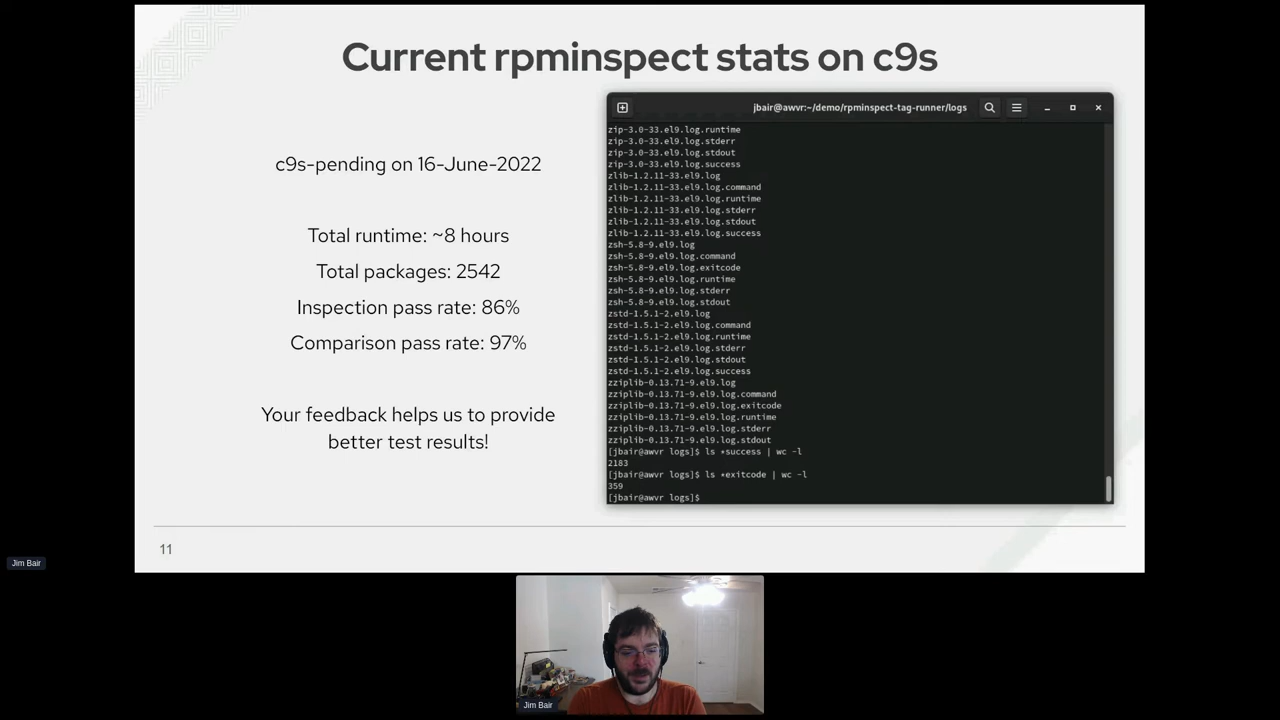 Current rpminspect stats on c9s
c9s-pending on 16-June-2022
Total runtime: ~8 hours
Total packages: 2542
Inspection pass rate: 86%
Comparison pass rate: 97%
Your feedback helps us to provide
better test results!
jbair@awvr:~/demo/rpminspect-tag-runner/logs
zip-3.0-33.el9.log.runtime
zip-3.0-33.el9.log.stderr
zip-3.0-33.el9.log.stdout
zip-3.0-33.el9.log.success
zlib-1.2.11-33.el9.log
zlib-1.2.11-33.el9.log.command
zlib-1.2.11-33.el9.log.runtime
zlib-1.2.11-33.el9.log.stderr
zlib-1.2.11-33.el9.log.stdout
zlib-1.2.11-33.el9.log.success
zsh-5.8-9.el9.log
zsh-5.8-9.el9.log.command
zsh-5.8-9.el9.log.exitcode
zsh-5.8-9.el9.log.runtime
zsh-5.8-9.el9.log.stderr
zsh-5.8-9.el9.log.stdout
zstd-1.5.1-2.el9.log
zstd-1.5.1-2.el9.log.command
zstd-1.5.1-2.el9.log.runtime
zstd-1.5.1-2.el9.log.stderr
zstd-1.5.1-2.el9.log.stdout
zstd-1.5.1-2.el9.log.success
zziplib-0.13.71-9.el9.log
zziplib-0.13.71-9.el9.log.command
zziplib-0.13.71-9.el9.log.exitcode
zziplib-0.13.71-9.el9.log.runtime
zziplib-0.13.71-9.el9.log.stderr
zziplib-0.13.71-9.el9.log.stdout
[jbair@awvr logs]$ ls *success | wc -l
2183
[jbair@awvr logs]$ ls *exitcode | wc -l
359
[jbair@awvr logs]$
11
Jim Bair
Jim Bair